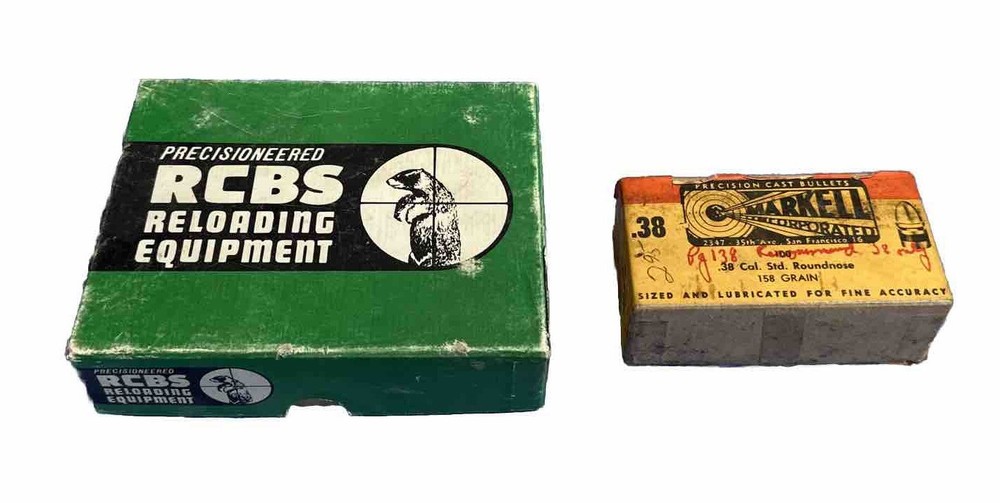 PRECISIONEERED
RCBS
RELOADING
EQUIPMENT
PRECISIONEERED
RCBS
RELOADING
EQUIPMENT
PRECISION CAST BULLETS
MARKELL
INCORPORATED
2347 - 35th Ave., San Francisco 16
.38
100
.38 Cal. Std. Roundnose
158 GRAIN
SIZED AND LUBRICATED FOR FINE ACCURACY